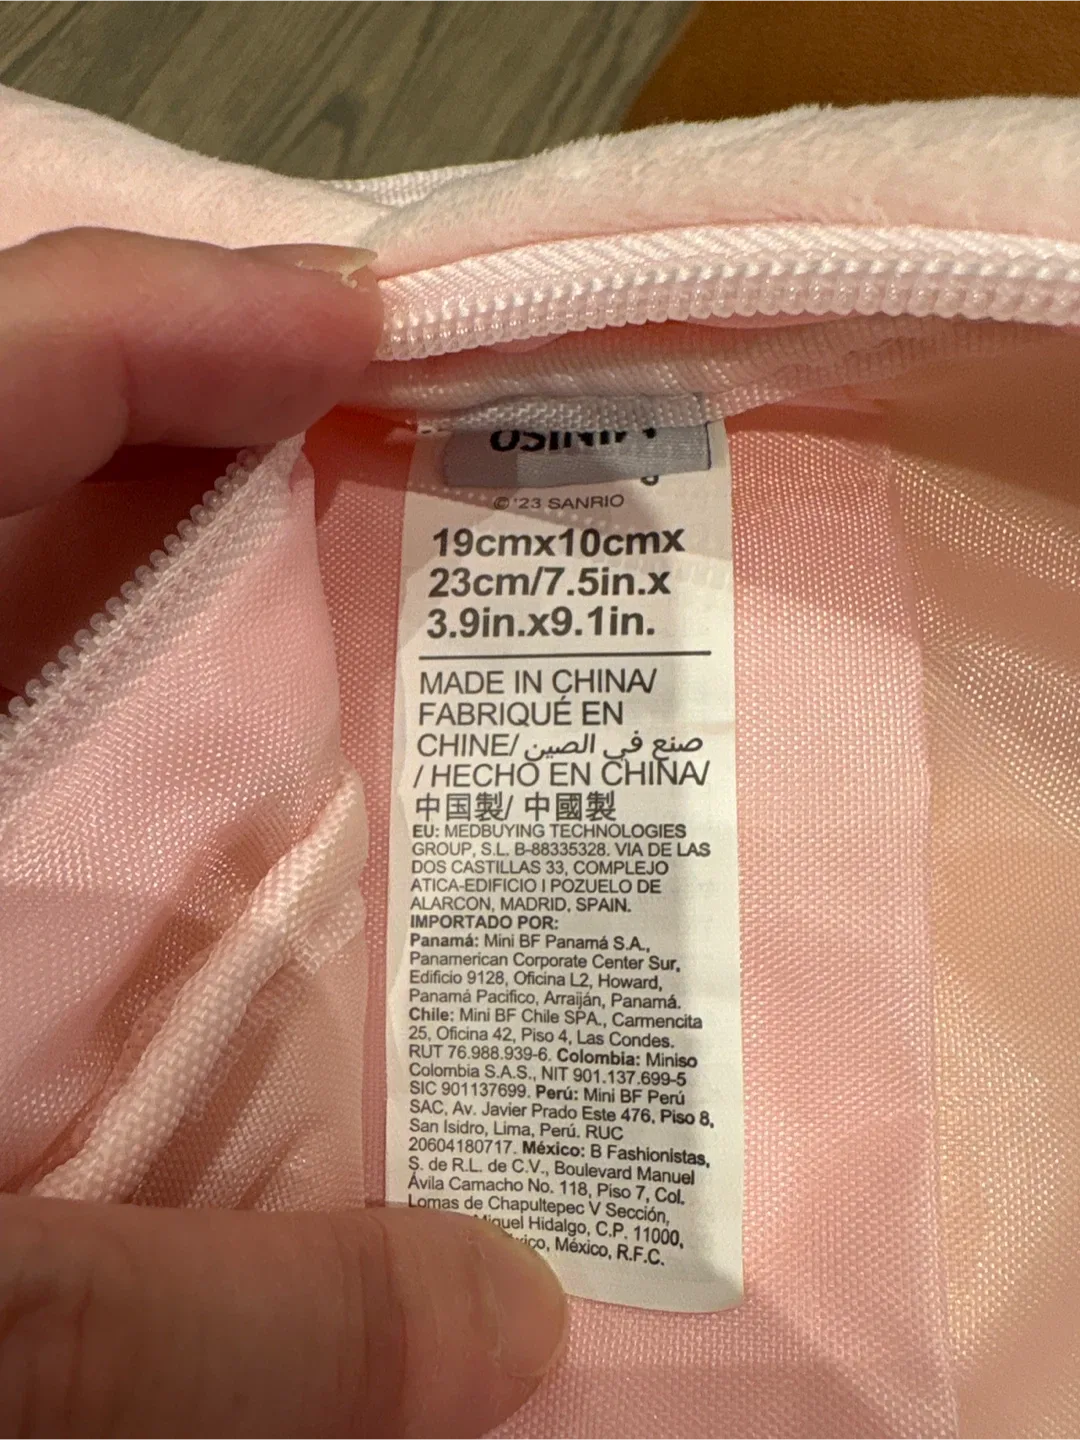 MINISO
© '23 SANRIO
19cmx10cmx
23cm/7.5in.x
3.9in.x9.1in.
MADE IN CHINA/
FABRIQUÉ EN
CHINE/ صنع في الصين
/ HECHO EN CHINA/
中国製/ 中國製
EU: MEDBUYING TECHNOLOGIES
GROUP, S.L. B-88335328. VIA DE LAS
DOS CASTILLAS 33, COMPLEJO
ATICA-EDIFICIO I POZUELO DE
ALARCON, MADRID, SPAIN.
IMPORTADO POR:
Panamá: Mini BF Panamá S.A.,
Panamerican Corporate Center Sur,
Edificio 9128, Oficina L2, Howard,
Panamá Pacifico, Arraiján, Panamá.
Chile: Mini BF Chile SPA., Carmencita
25, Oficina 42, Piso 4, Las Condes.
RUT 76.988.939-6. Colombia: Miniso
Colombia S.A.S., NIT 901.137.699-5
SIC 901137699. Perú: Mini BF Perú
SAC, Av. Javier Prado Este 476, Piso 8,
San Isidro, Lima, Perú. RUC
20604180717. México: B Fashionistas,
S. de R.L. de C.V., Boulevard Manuel
Ávila Camacho No. 118, Piso 7, Col.
Lomas de Chapultepec V Sección,
Miguel Hidalgo, C.P. 11000,
México, R.F.C.